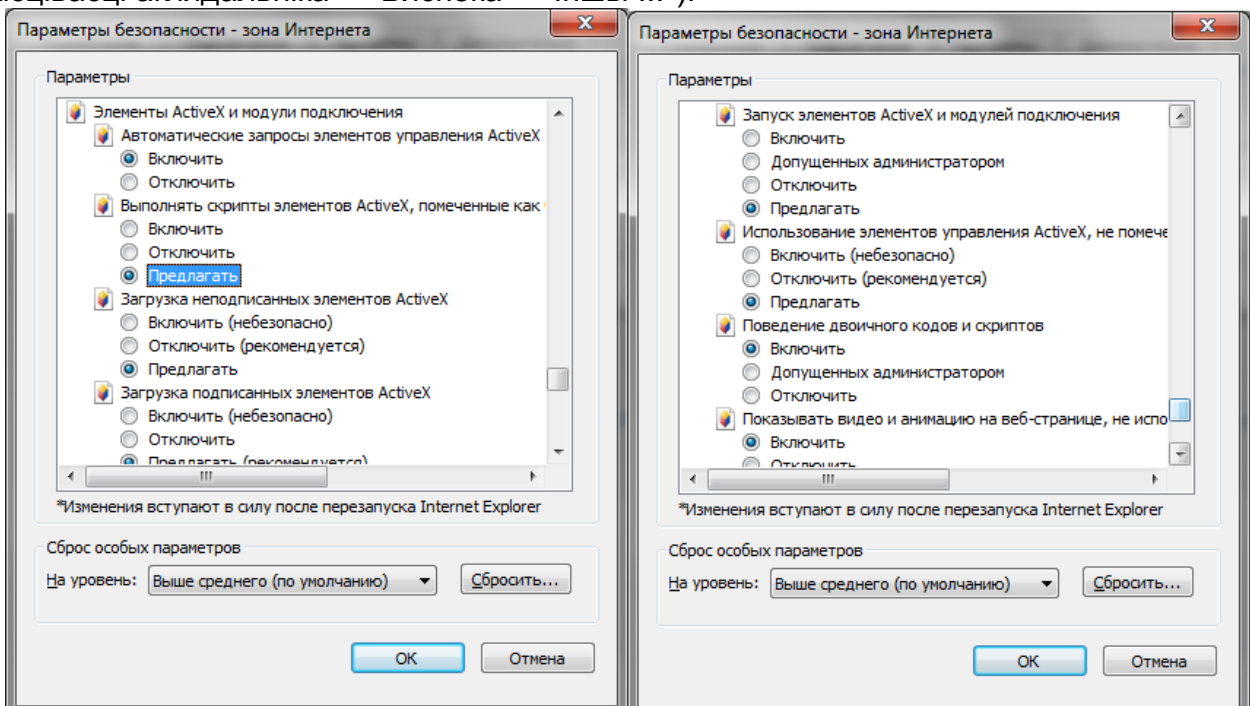 Параметры безопасности - зона Интернета
Параметры
Элементы ActiveX и модули подключения
Автоматические запросы элементов управления ActiveX
Включить
Отключить
Выполнять скрипты элементов ActiveX, помеченные как
Включить
Отключить
Предлагать
Загрузка неподписанных элементов ActiveX
Включить (небезопасно)
Отключить (рекомендуется)
Предлагать
Загрузка подписанных элементов ActiveX
Включить (небезопасно)
Отключить
Предлагать (рекомендуется)
*Изменения вступают в силу после перезапуска Internet Explorer
Сброс особых параметров
На уровень: Выше среднего (по умолчанию) Сбросить...
ОК Отмена
Параметры безопасности - зона Интернета
Параметры
Запуск элементов ActiveX и модулей подключения
Включить
Допущенных администратором
Отключить
Предлагать
Использование элементов управления ActiveX, не помече
Включить (небезопасно)
Отключить (рекомендуется)
Предлагать
Поведение двоичного кодов и скриптов
Включить
Допущенных администратором
Отключить
Показывать видео и анимацию на веб-странице, не испо
Включить
Отключить
*Изменения вступают в силу после перезапуска Internet Explorer
Сброс особых параметров
На уровень: Выше среднего (по умолчанию) Сбросить...
ОК Отмена